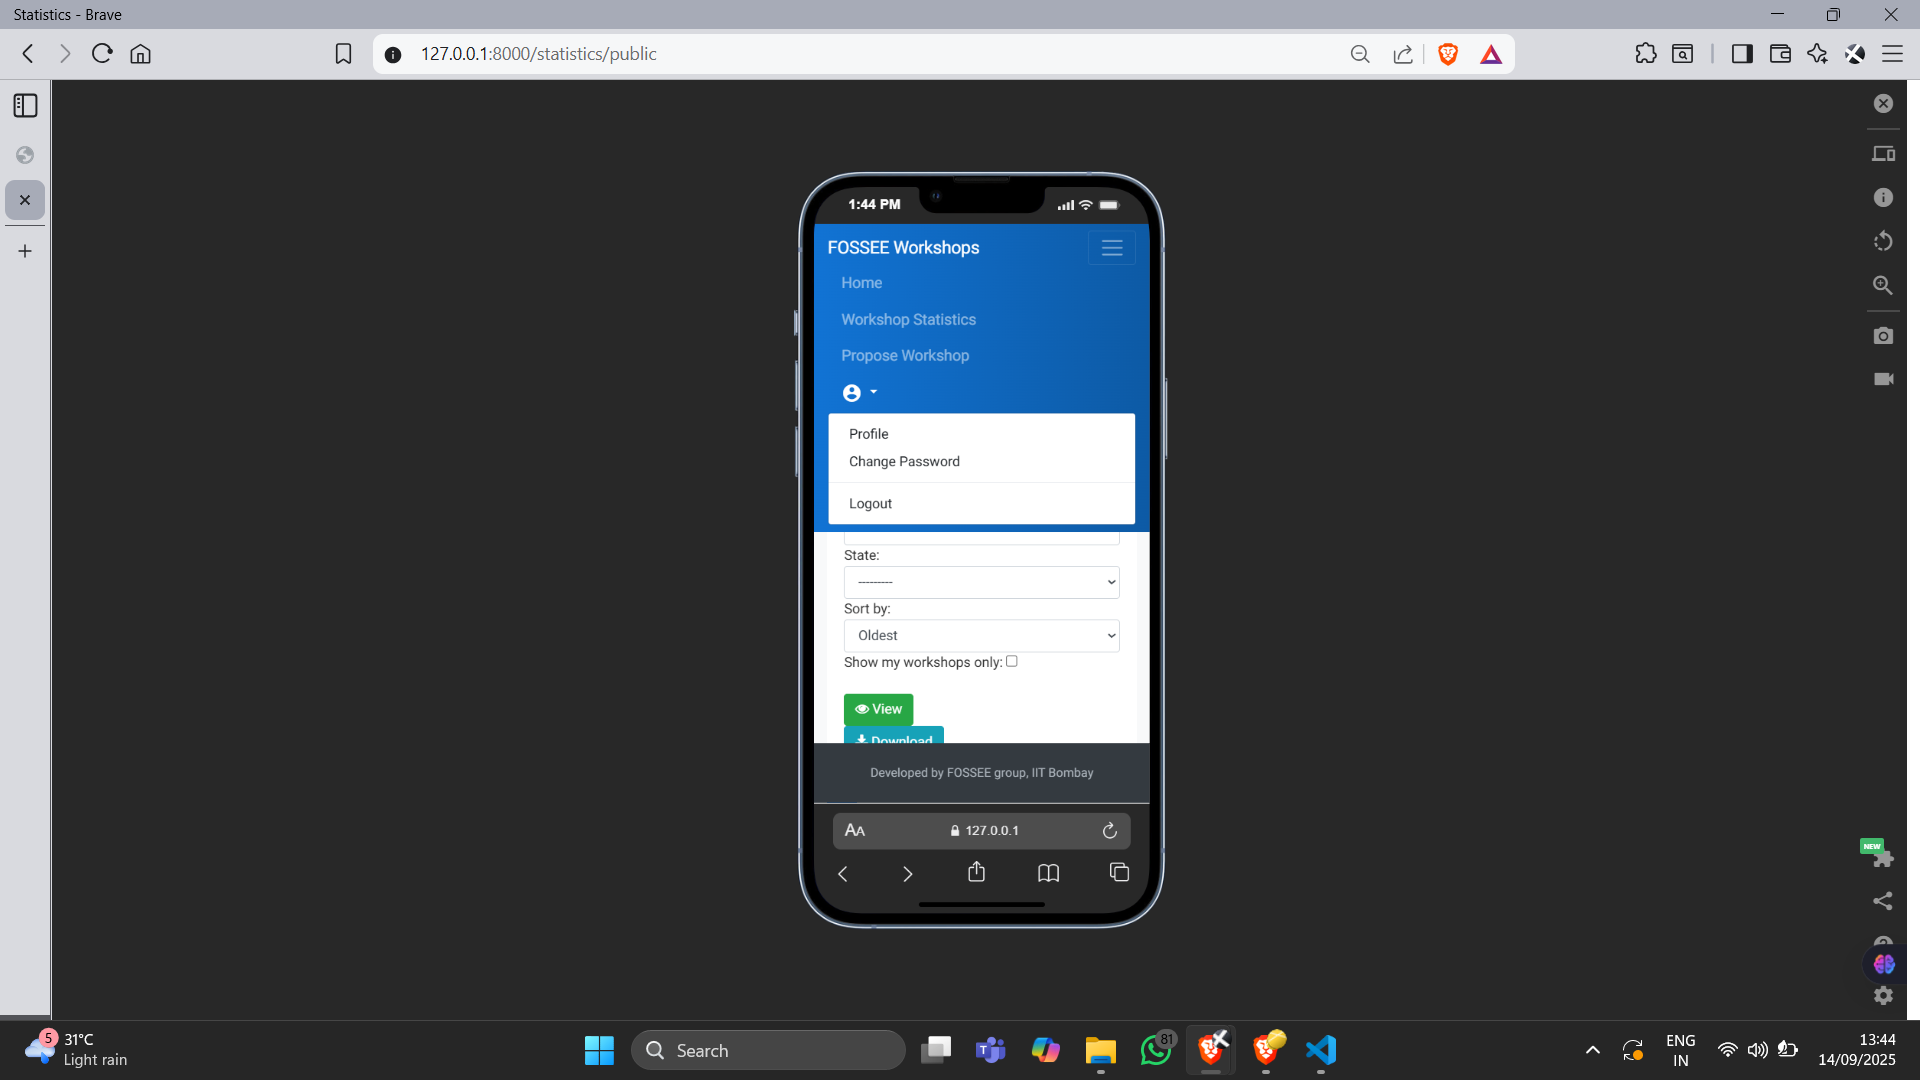 Statistics - Brave
127.0.0.1:8000/statistics/public
1:44 PM
FOSSEE Workshops
Home
Workshop Statistics
Propose Workshop
Profile
Change Password
Logout
State:
---------
Sort by:
Oldest
Show my workshops only:
View
Download
Developed by FOSSEE group, IIT Bombay
AA
127.0.0.1
NEW
5
31°C
Light rain
Search
81
ENG
IN
13:44
14/09/2025